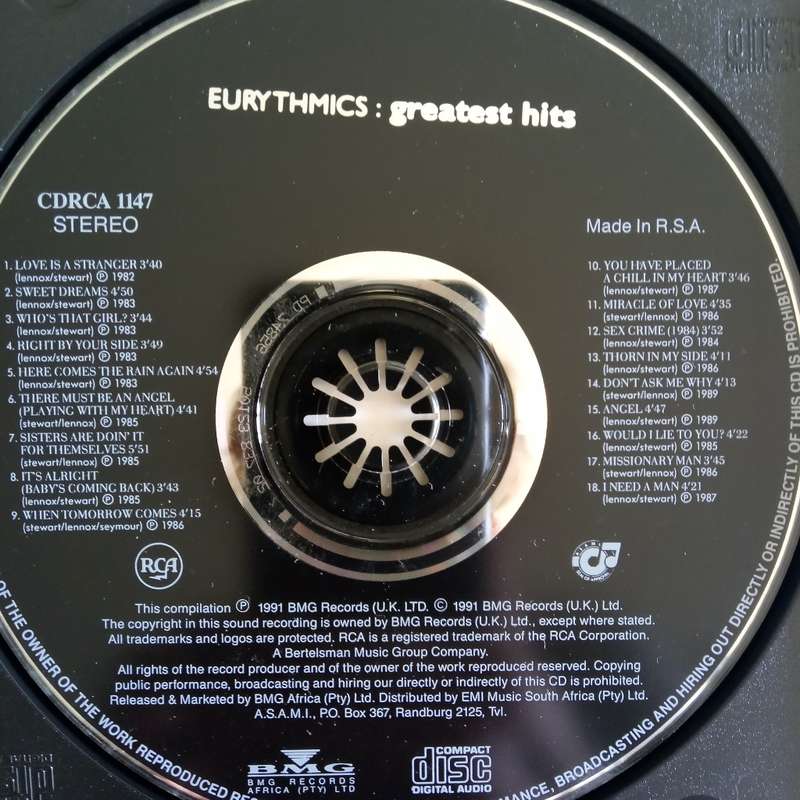 EURYTHMICS : greatest hits
CDRCA 1147
STEREO
Made In R.S.A.
1. LOVE IS A STRANGER 3'40
(lennox/stewart) ℗ 1982
2. SWEET DREAMS 4'50
(lennox/stewart) ℗ 1983
3. WHO'S THAT GIRL? 3'44
(lennox/stewart) ℗ 1983
4. RIGHT BY YOUR SIDE 3'49
(lennox/stewart) ℗ 1983
5. HERE COMES THE RAIN AGAIN 4'54
(lennox/stewart) ℗ 1983
6. THERE MUST BE AN ANGEL
(PLAYING WITH MY HEART) 4'41
(stewart/lennox) ℗ 1985
7. SISTERS ARE DOIN' IT
FOR THEMSELVES 5'51
(stewart/lennox) ℗ 1985
8. IT'S ALRIGHT
(BABY'S COMING BACK) 3'43
(lennox/stewart) ℗ 1985
9. WHEN TOMORROW COMES 4'15
(stewart/lennox/seymour) ℗ 1986
10. YOU HAVE PLACED
A CHILL IN MY HEART 3'46
(lennox/stewart) ℗ 1987
11. MIRACLE OF LOVE 4'35
(stewart/lennox) ℗ 1986
12. SEX CRIME (1984) 3'52
(stewart/lennox) ℗ 1984
13. THORN IN MY SIDE 4'11
(stewart/lennox) ℗ 1986
14. DON'T ASK ME WHY 4'13
(lennox/stewart) ℗ 1989
15. ANGEL 4'47
(lennox/stewart) ℗ 1989
16. WOULD I LIE TO YOU? 4'22
(stewart/lennox) ℗ 1985
17. MISSIONARY MAN 3'45
(stewart/lennox) ℗ 1986
18. I NEED A MAN 4'21
(lennox/stewart) ℗ 1987
RCA
This compilation ℗ 1991 BMG Records (U.K. LTD. © 1991 BMG Records (U.K.) Ltd.
The copyright in this sound recording is owned by BMG Records (U.K.) Ltd., except where stated.
All trademarks and logos are protected. RCA is a registered trademark of the RCA Corporation.
A Bertelsman Music Group Company.
All rights of the record producer and of the owner of the work reproduced reserved. Copying
public performance, broadcasting and hiring our directly or indirectly of this CD is prohibited.
Released & Marketed by BMG Africa (Pty) Ltd. Distributed by EMI Music South Africa (Pty) Ltd.
A.S.A.M.I., P.O. Box 367, Randburg 2125, Tvl.
BMG
BMG RECORDS
AFRICA (PTY) LTD
COMPACT
disc
DIGITAL AUDIO
OF THE OWNER OF THE WORK REPRODUCED
BROADCASTING AND HIRING OUT DIRECTLY OR INDIRECTLY OF THIS CD IS PROHIBITED.